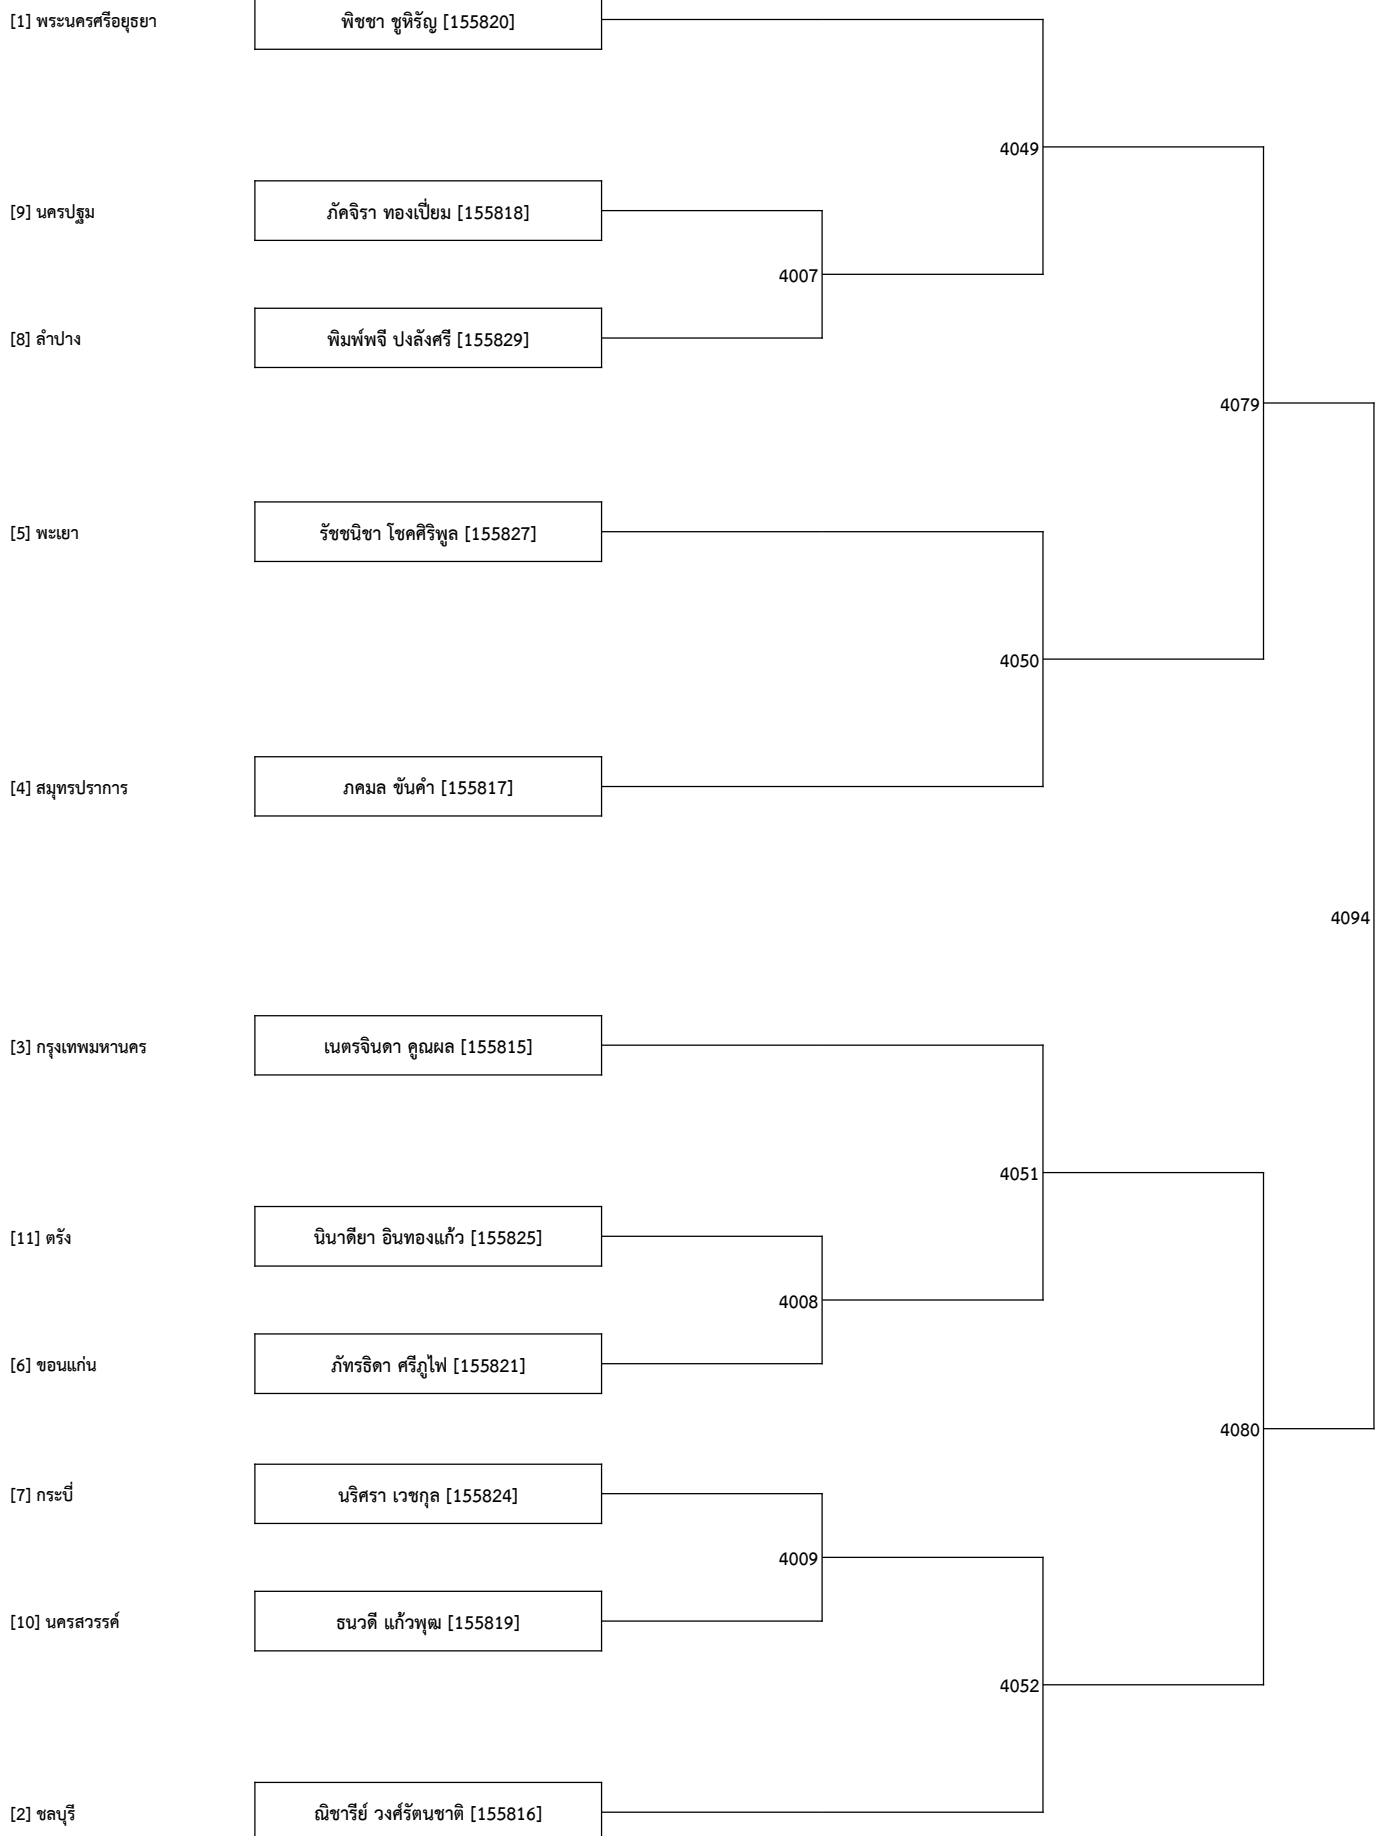 [1] พระนครศรีอยุธยา พิชชา ชูหิรัญ [155820]
4049
[9] นครปฐม ภัคจิรา ทองเปี่ยม [155818]
4007
[8] ลำปาง พิมพ์พจี ปงลังศรี [155829]
4079
[5] พะเยา รัชชนิชา โชคศิริพูล [155827]
4050
[4] สมุทรปราการ ภคมล ขันคำ [155817]
4094
[3] กรุงเทพมหานคร เนตรจินดา คูณผล [155815]
4051
[11] ตรัง นินาดียา อินทองแก้ว [155825]
4008
[6] ขอนแก่น ภัทรธิดา ศรีภูไฟ [155821]
4080
[7] กระบี่ นริศรา เวชกุล [155824]
4009
[10] นครสวรรค์ ธนวดี แก้วพุฒ [155819]
4052
[2] ชลบุรี ณิชารีย์ วงศ์รัตนชาติ [155816]